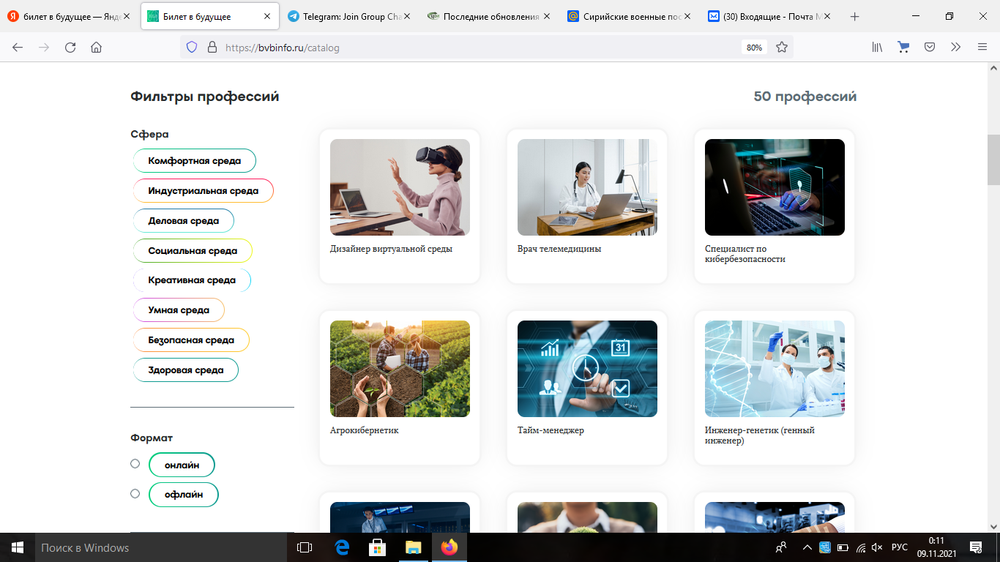 билет в будущее — Янде
Билет в будущее
Telegram: Join Group Cha
Последние обновления
Сирийские военные пос
(30) Входящие - Почта M
https://bvbinfo.ru/catalog
80%
Фильтры профессий
50 профессий
Сфера
Комфортная среда
Индустриальная среда
Деловая среда
Социальная среда
Креативная среда
Умная среда
Безопасная среда
Здоровая среда
Формат
онлайн
офлайн
Дизайнер виртуальной среды
Врач телемедицины
Специалист по
кибербезопасности
31
Агрокибернетик
Тайм-менеджер
Инженер-генетик (генный
инженер)
Поиск в Windows
РУС
0:11
09.11.2021